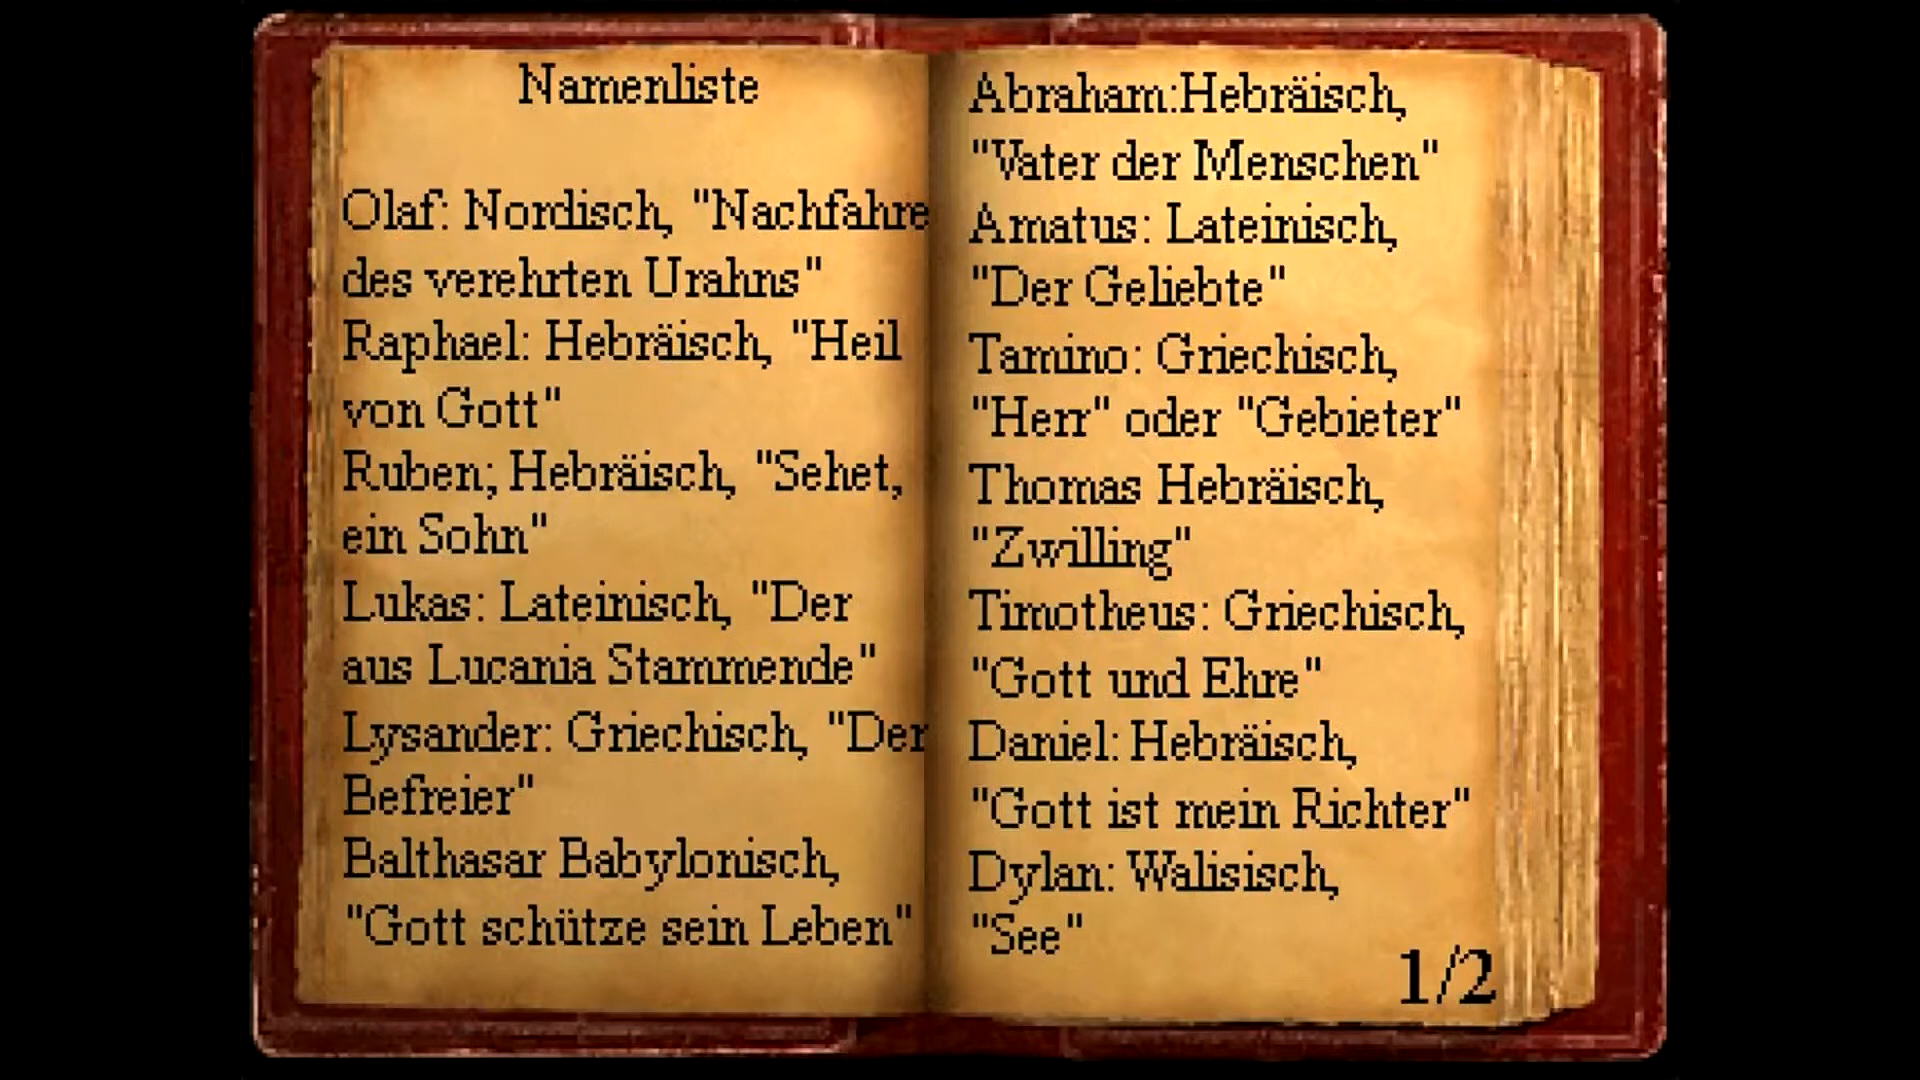 Namenliste
Olaf: Nordisch, "Nachfahre
des verehrten Urahns"
Raphael: Hebräisch, "Heil
von Gott"
Ruben; Hebräisch, "Sehet,
ein Sohn"
Lukas: Lateinisch, "Der
aus Lucania Stammende"
Lysander: Griechisch, "Der
Befreier"
Balthasar Babylonisch,
"Gott schütze sein Leben"
Abraham:Hebräisch,
"Vater der Menschen"
Amatus: Lateinisch,
"Der Geliebte"
Tamino: Griechisch,
"Herr" oder "Gebieter"
Thomas Hebräisch,
"Zwilling"
Timotheus: Griechisch,
"Gott und Ehre"
Daniel: Hebräisch,
"Gott ist mein Richter"
Dylan: Walisisch,
"See"
1/2